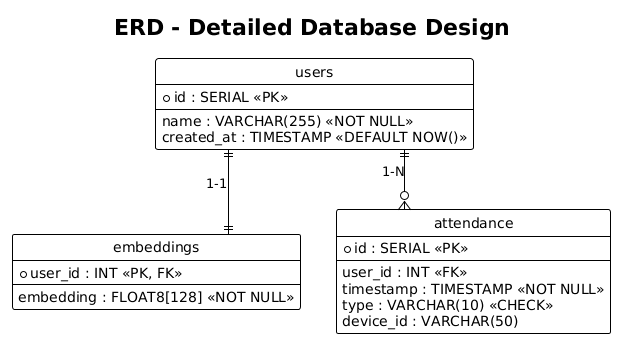 ERD - Detailed Database Design
users
id : SERIAL «PK»
name : VARCHAR(255) «NOT NULL»
created_at : TIMESTAMP «DEFAULT NOW()»
1-1
1-N
embeddings
user_id : INT «PK, FK»
embedding : FLOAT8[128] «NOT NULL»
attendance
id : SERIAL «PK»
user_id : INT «FK»
timestamp : TIMESTAMP «NOT NULL»
type : VARCHAR(10) «CHECK»
device_id : VARCHAR(50)